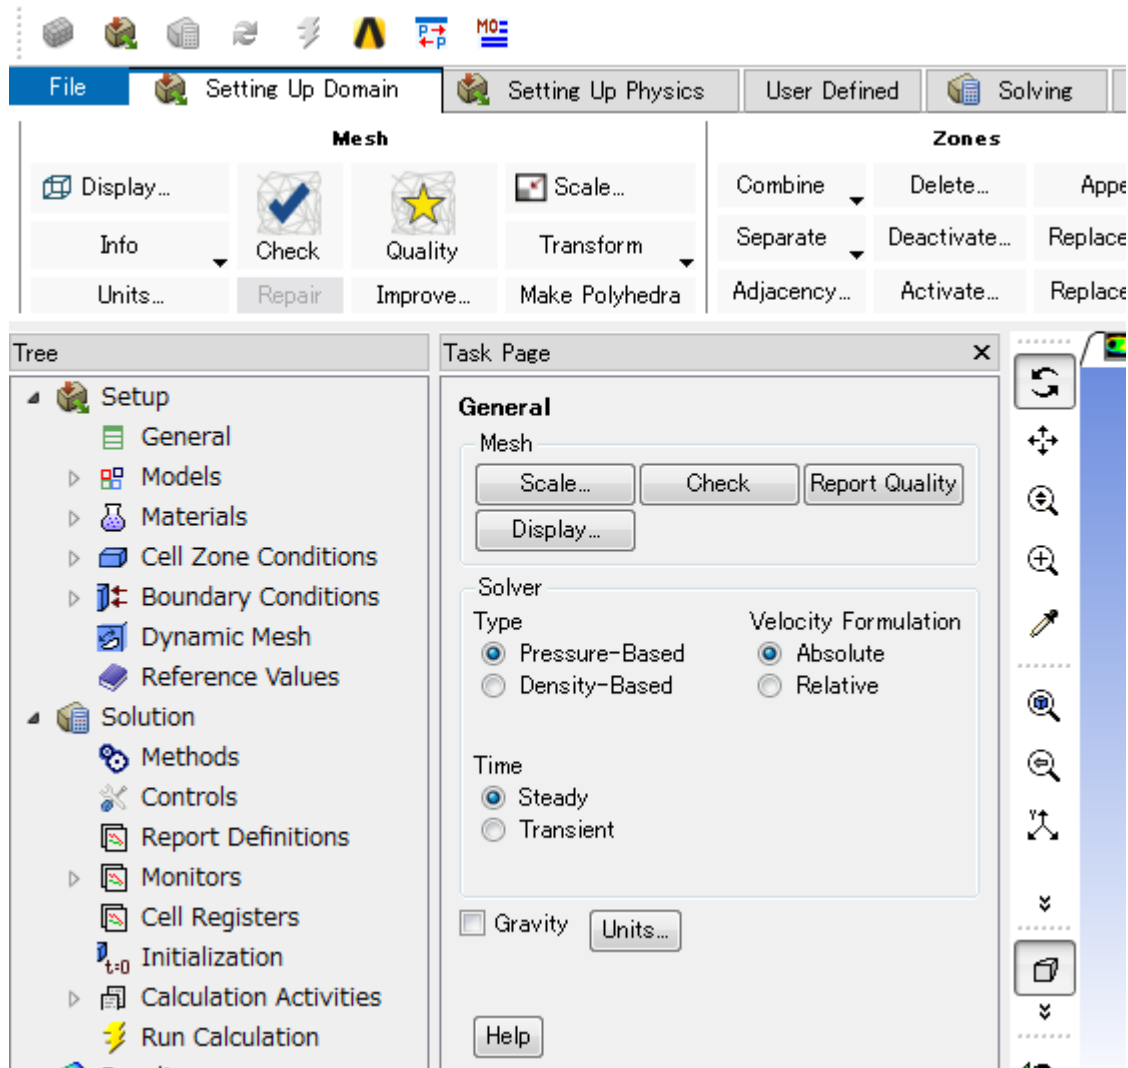 File Setting Up Domain Setting Up Physics User Defined Solving
Mesh Zones
Display... Scale... Combine Delete...
Info Check Quality Transform Separate Deactivate... Replace
Units... Repair Improve... Make Polyhedra Adjacency... Activate... Replace
Tree
Setup
General
Models
Materials
Cell Zone Conditions
Boundary Conditions
Dynamic Mesh
Reference Values
Solution
Methods
Controls
Report Definitions
Monitors
Cell Registers
t=0 Initialization
Calculation Activities
Run Calculation
Task Page
General
Mesh
Scale... Check Report Quality
Display...
Solver
Type Velocity Formulation
Pressure-Based Absolute
Density-Based Relative
Time
Steady
Transient
Gravity Units...
Help